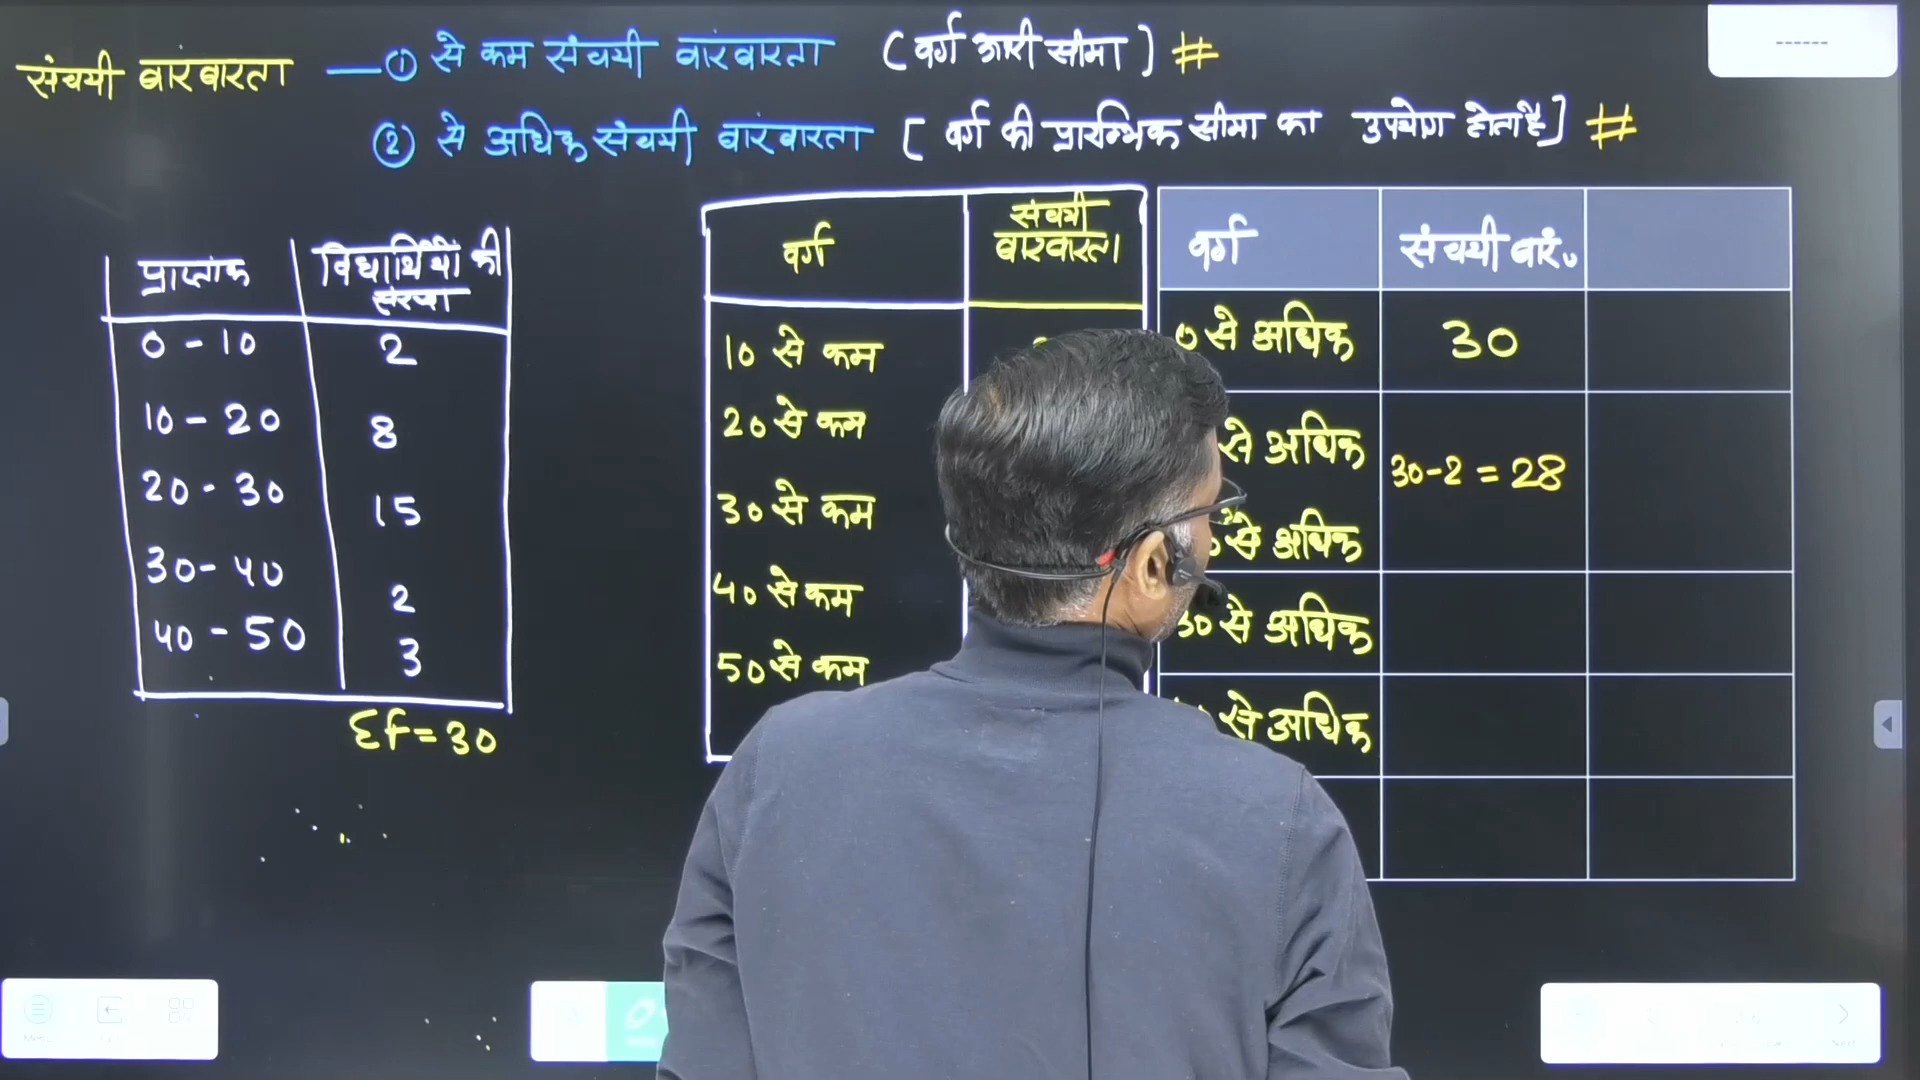 संचयी बारंबारता — ① से कम संचयी बारंबारता (वर्ग ऊपरी सीमा) #
② से अधिक संचयी बारंबारता [वर्ग की प्रारम्भिक सीमा का उपयोग होता है] #
प्राप्तांक विद्यार्थियों की संख्या
0 - 10 2
10 - 20 8
20 - 30 15
30 - 40 2
40 - 50 3
Σf = 30
वर्ग संचयी बारंबारता
10 से कम
20 से कम
30 से कम
40 से कम
50 से कम
वर्ग संचयी बारं०
0 से अधिक 30
से अधिक 30-2 = 28
से अधिक
30 से अधिक
से अधिक